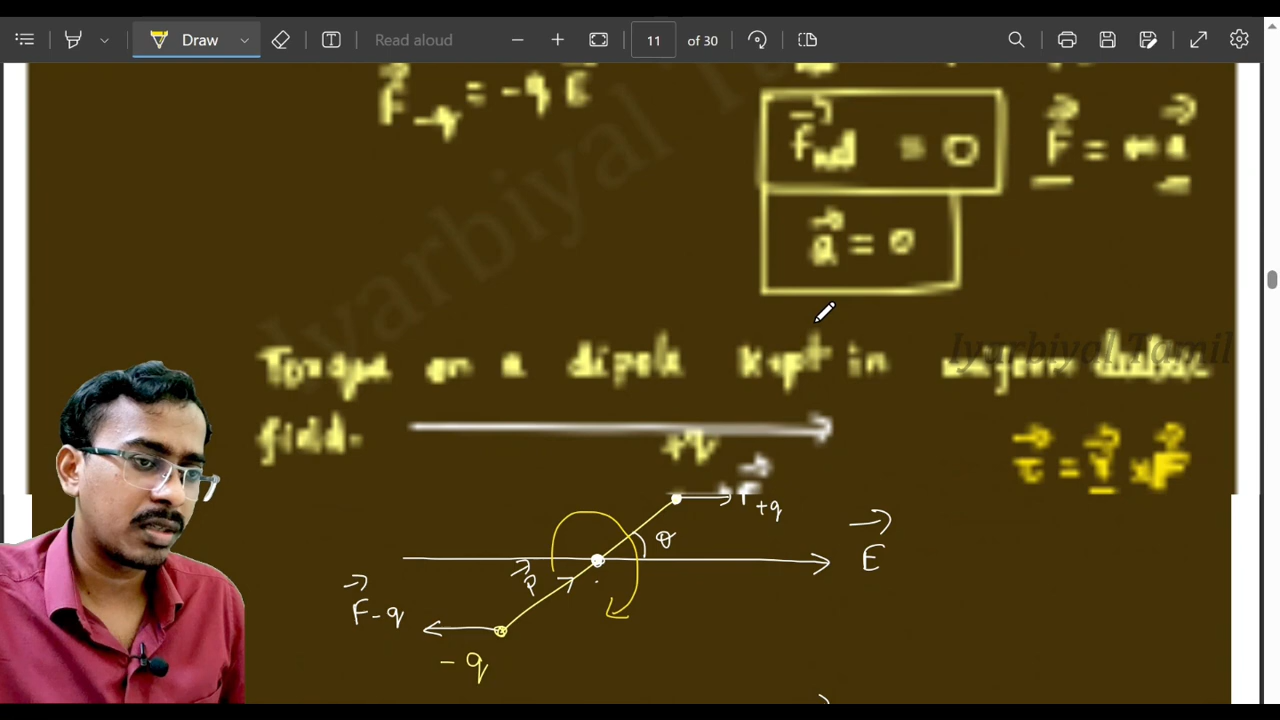 Draw
Read aloud
11 of 30
F-q = -q E
Fnet = 0
F = ma
a = 0
Iyarbiyal Tamil
Torque on a dipole kept in uniform electric
field.
+q
τ = r × F
F+q
θ
E
P
F-q
-q